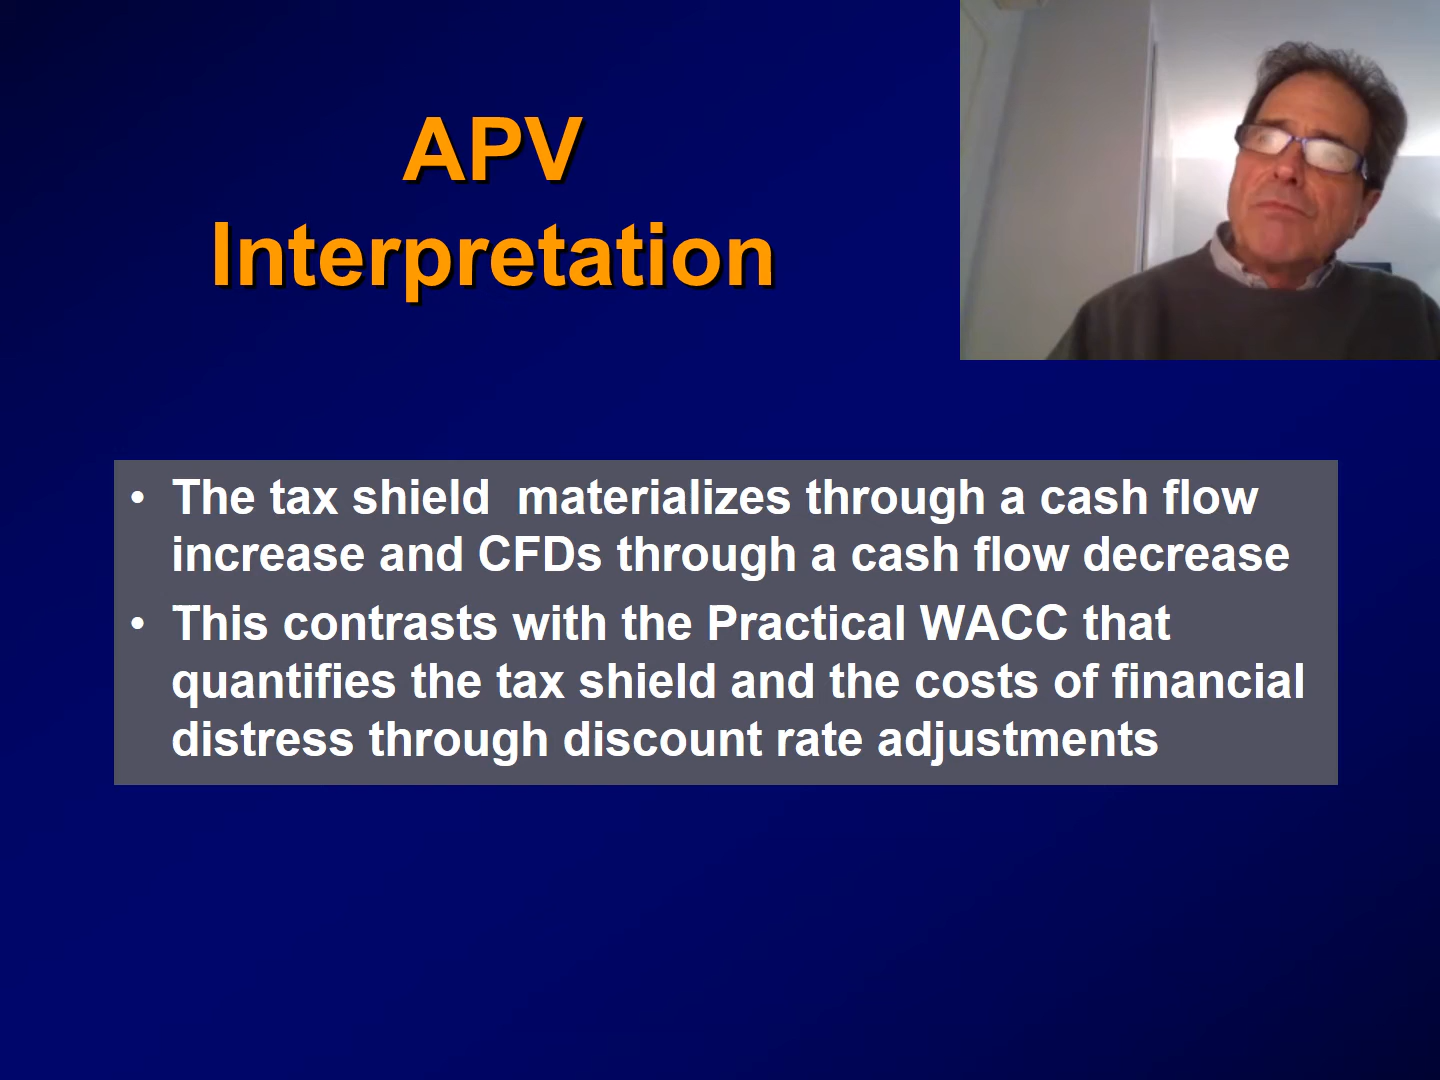 APV
Interpretation
• The tax shield  materializes through a cash flow
increase and CFDs through a cash flow decrease
• This contrasts with the Practical WACC that
quantifies the tax shield and the costs of financial
distress through discount rate adjustments